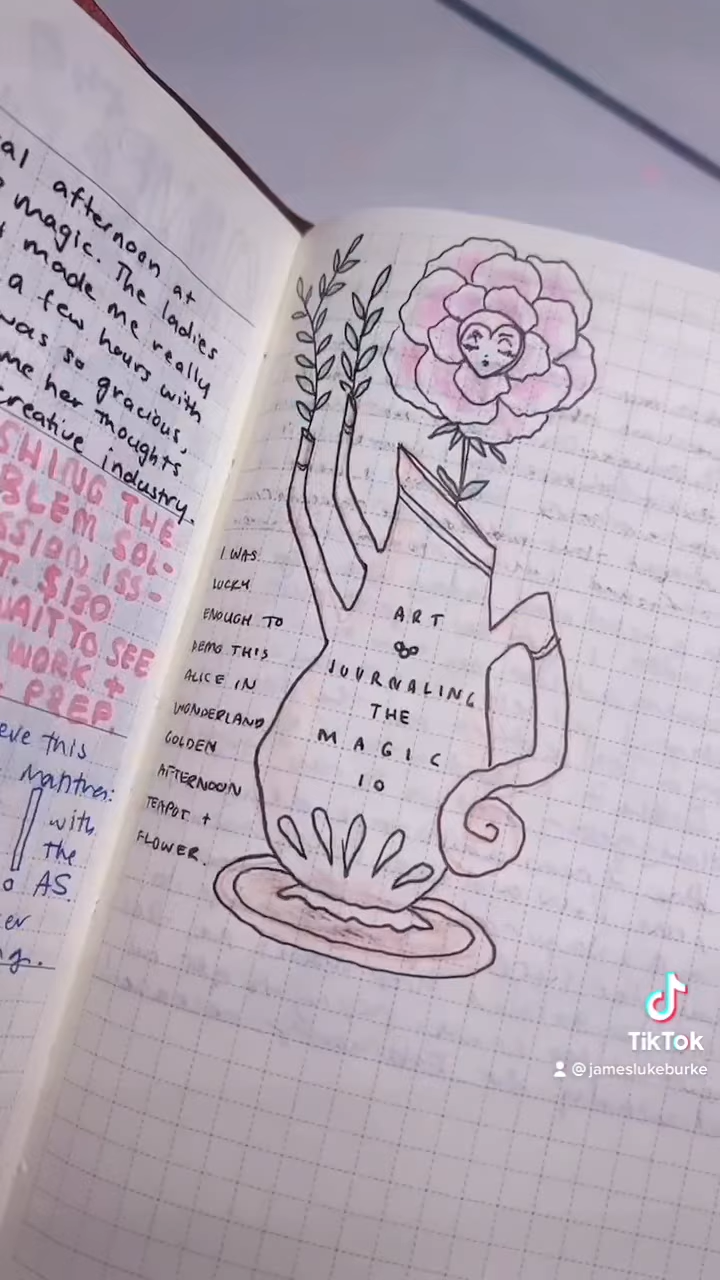 al afternoon at
magic. The ladies
made me really
a few hours with
was so gracious,
me her thoughts
creative industry.
SHING THE
BLEM SOL-
SSION, ISS-
T. $130
WAIT TO SEE
WORK +
PREP.
eve this
Mantra:
with
the
o AS.
er
I WAS
LUCKY
ENOUGH TO
DEMO THIS
ALICE IN
WONDERLAND
GOLDEN
AFTERNOON
TEAPOT +
FLOWER.
ART
&
JOURNALING
THE
MAGIC
10
TikTok
@jameslukeburke